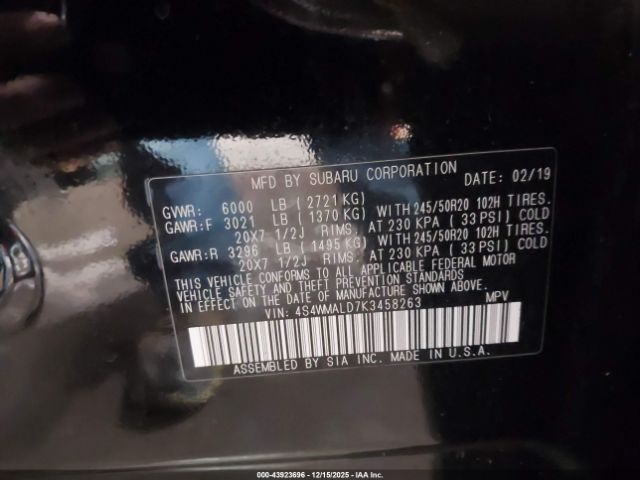 MFD BY SUBARU CORPORATION DATE: 02/19
GVWR: 6000 LB (2721 KG)
GAWR:F 3021 LB (1370 KG) WITH 245/50R20 102H TIRES.
20X7 1/2J RIMS. AT 230 KPA (33 PSI) COLD
GAWR:R 3296 LB (1495 KG) WITH 245/50R20 102H TIRES.
20X7 1/2J RIMS. AT 230 KPA (33 PSI) COLD
THIS VEHICLE CONFORMS TO ALL APPLICABLE FEDERAL MOTOR
VEHICLE SAFETY AND THEFT PREVENTION STANDARDS
IN EFFECT ON THE DATE OF MANUFACTURE SHOWN ABOVE.
VIN: 4S4WMALD7K3458263 MPV
ASSEMBLED BY SIA INC. MADE IN U.S.A.
000-43923696 - 12/15/2025 - IAA Inc.